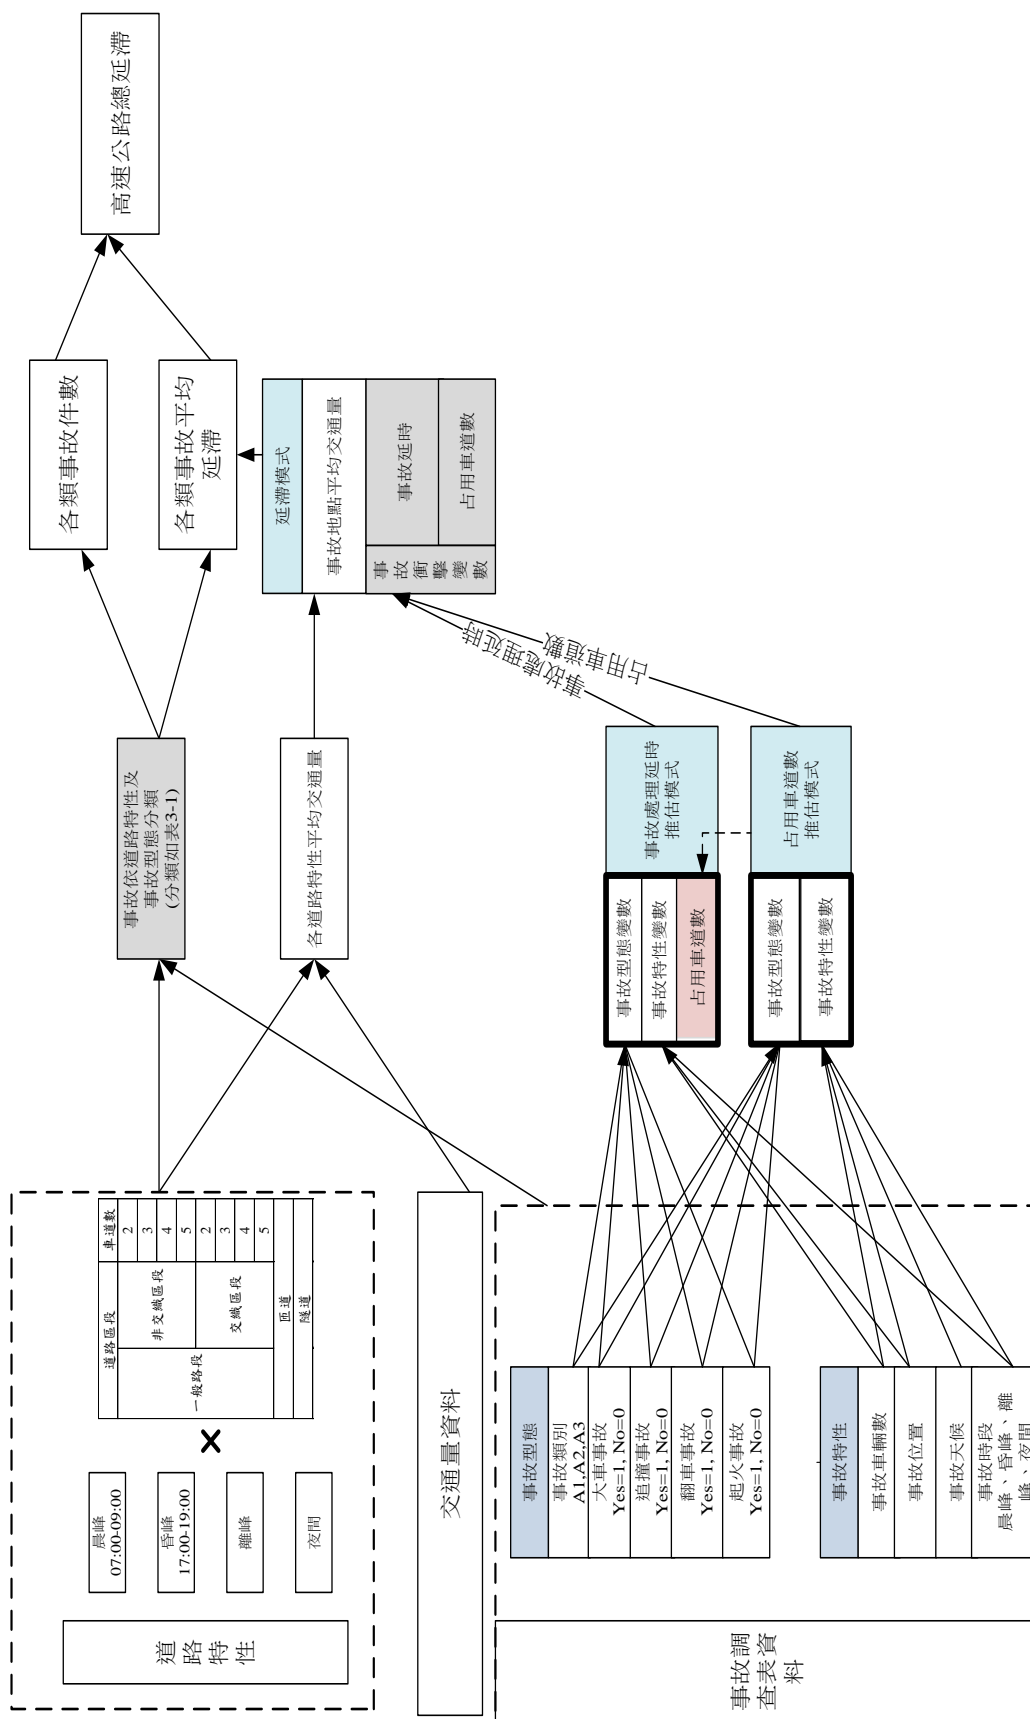 道路特性
晨峰
07:00-09:00
昏峰
17:00-19:00
離峰
夜間
道路區段
車道數
一般路段
非交織區段
2
3
4
5
交織區段
2
3
4
5
匝道
隧道
交通量資料
事故調
查表資
料
事故型態
事故類別
A1,A2,A3
大車事故
Yes=1, No=0
追撞事故
Yes=1, No=0
翻車事故
Yes=1, No=0
起火事故
Yes=1, No=0
事故特性
事故車輛數
事故位置
事故天候
事故時段
晨峰、昏峰、離
峰、夜間
事故依道路特性及
事故型態分類
(分類如表3-1)
各道路特性平均交通量
事故型態變數
事故特性變數
占用車道數
事故處理延時
推估模式
事故型態變數
事故特性變數
占用車道數
推估模式
事故處理延時
占用車道數
各類事故件數
各類事故平均
延滯
延滯模式
事故地點平均交通量
事故衝擊變數
事故延時
占用車道數
高速公路總延滯